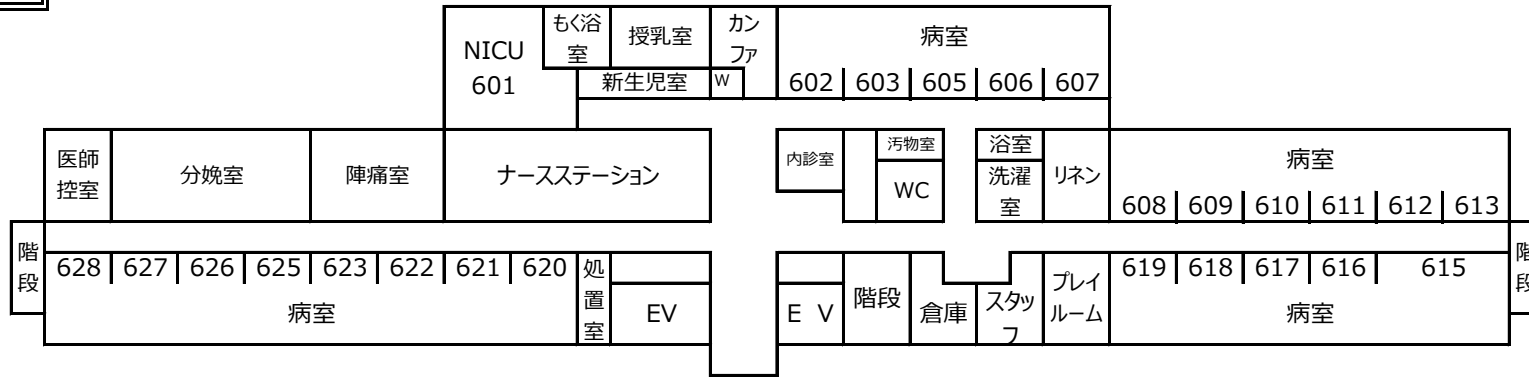 NICU
601
もく浴
室
授乳室
カン
ファ
病室
新生児室
W
602 603 605 606 607
医師
控室
分娩室
陣痛室
ナースステーション
内診室
汚物室
WC
浴室
洗濯
室
リネン
病室
608 609 610 611 612 613
階
段
628 627 626 625 623 622 621 620
病室
処
置
室
EV
E V
階段
倉庫
スタッ
フ
プレイ
ルーム
619 618 617 616 615
病室
階
段